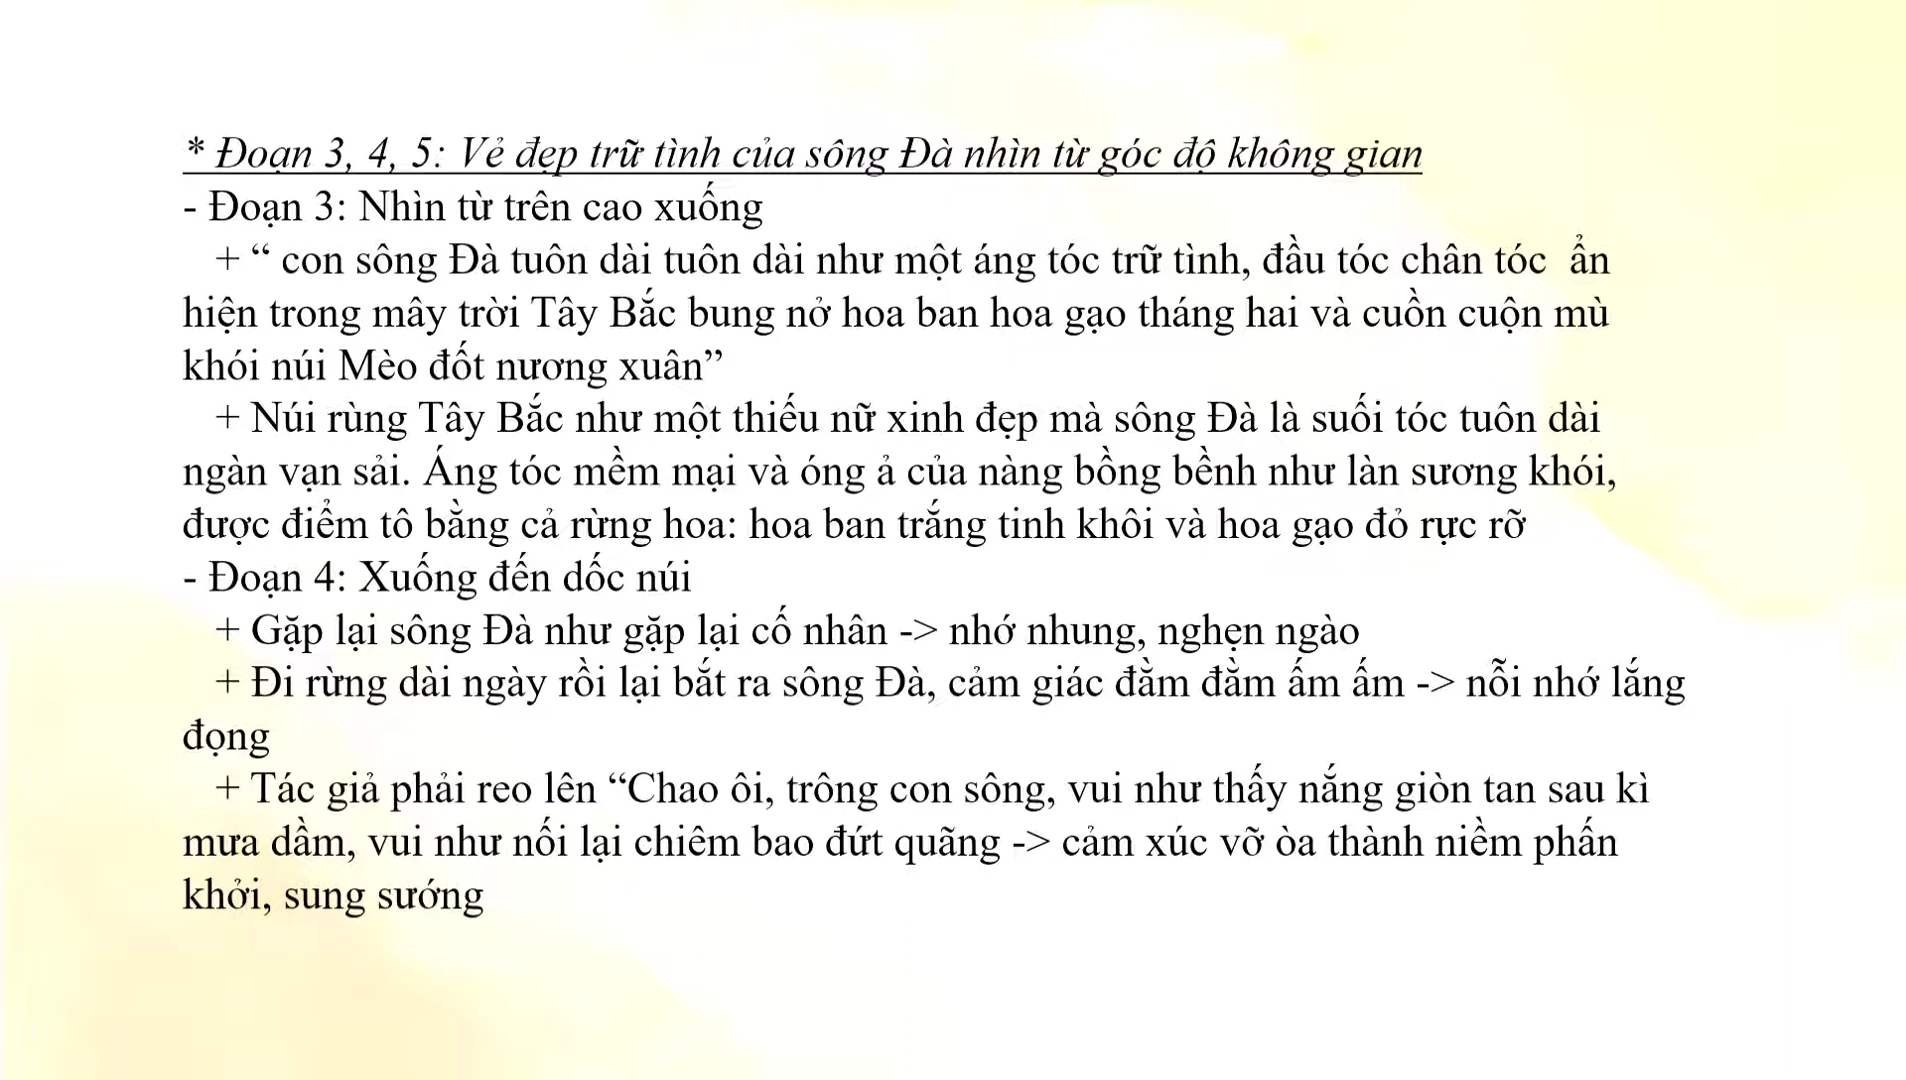 * Đoạn 3, 4, 5: Vẻ đẹp trữ tình của sông Đà nhìn từ góc độ không gian
- Đoạn 3: Nhìn từ trên cao xuống
+ “ con sông Đà tuôn dài tuôn dài như một áng tóc trữ tình, đầu tóc chân tóc  ẩn
hiện trong mây trời Tây Bắc bung nở hoa ban hoa gạo tháng hai và cuồn cuộn mù
khói núi Mèo đốt nương xuân”
+ Núi rùng Tây Bắc như một thiếu nữ xinh đẹp mà sông Đà là suối tóc tuôn dài
ngàn vạn sải. Áng tóc mềm mại và óng ả của nàng bồng bềnh như làn sương khói,
được điểm tô bằng cả rừng hoa: hoa ban trắng tinh khôi và hoa gạo đỏ rực rỡ
- Đoạn 4: Xuống đến dốc núi
+ Gặp lại sông Đà như gặp lại cố nhân -> nhớ nhung, nghẹn ngào
+ Đi rừng dài ngày rồi lại bắt ra sông Đà, cảm giác đằm đằm ấm ấm -> nỗi nhớ lắng
đọng
+ Tác giả phải reo lên “Chao ôi, trông con sông, vui như thấy nắng giòn tan sau kì
mưa dầm, vui như nối lại chiêm bao đứt quãng -> cảm xúc vỡ òa thành niềm phấn
khởi, sung sướng